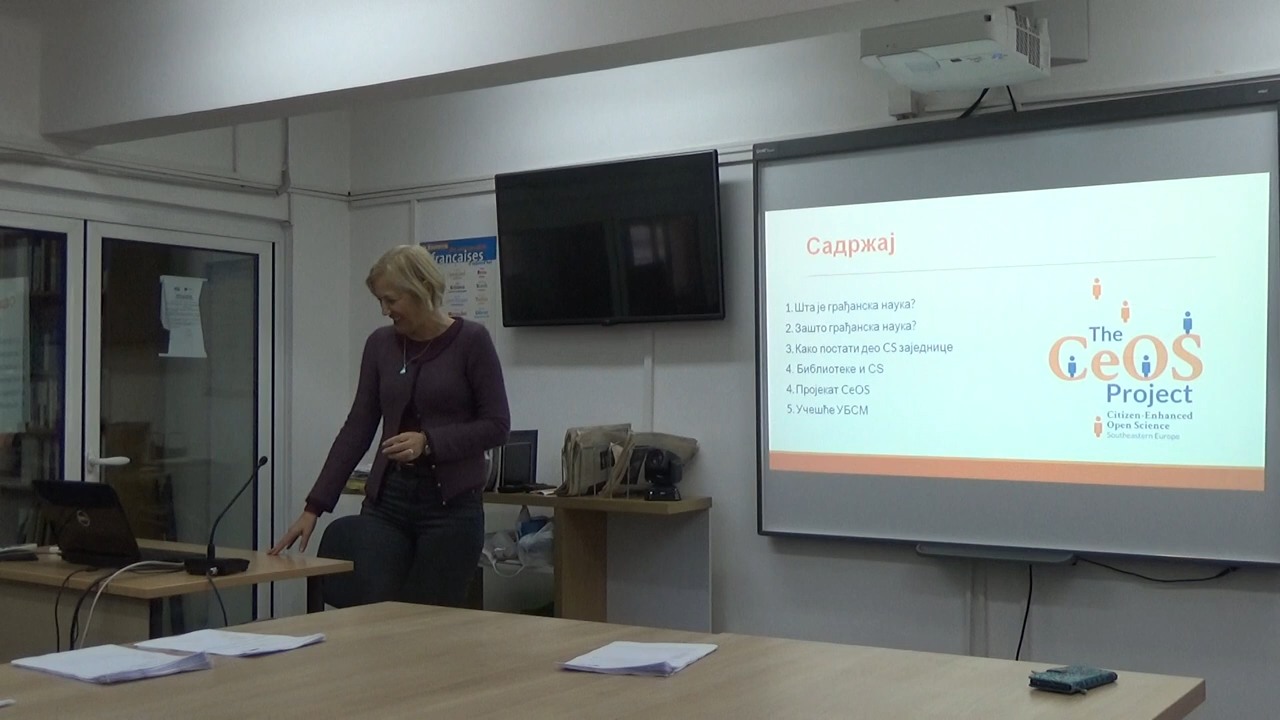 Садржај
1. Шта је грађанска наука?
2. Зашто грађанска наука?
3. Како постати део CS заједнице
4. Библиотеке и CS
4. Пројекат CeOS
5. Учешће УБСМ
The
CeOS
Project
Citizen-Enhanced
Open Science
Southeastern Europe
françaises